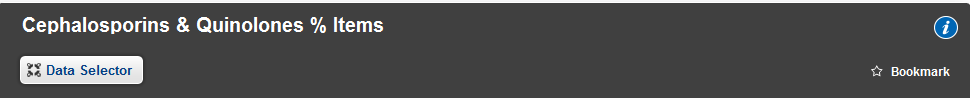 Cephalosporins & Quinolones % Items
i
Data Selector
Bookmark